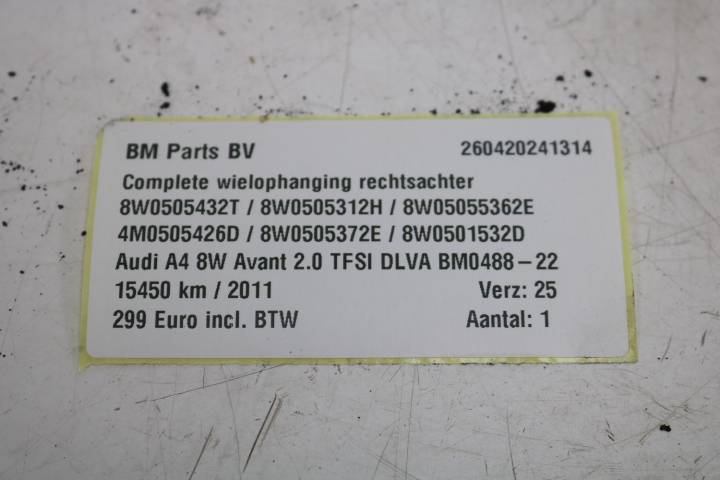 BM Parts BV 260420241314
Complete wielophanging rechtsachter
8W0505432T / 8W0505312H / 8W05055362E
4M0505426D / 8W0505372E / 8W0501532D
Audi A4 8W Avant 2.0 TFSI DLVA BM0488-22
15450 km / 2011 Verz: 25
299 Euro incl. BTW Aantal: 1